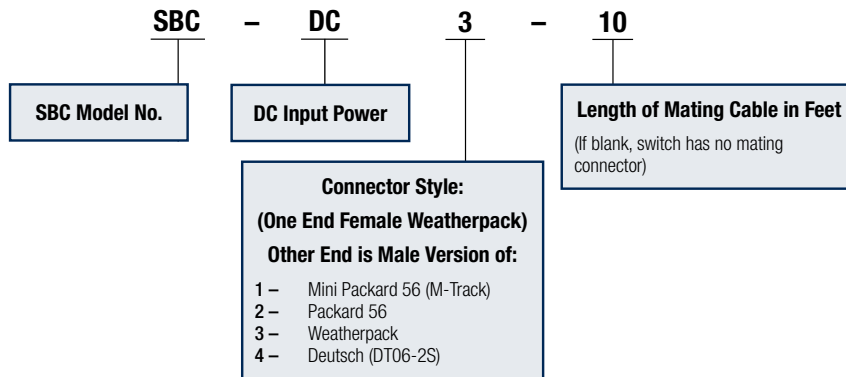 SBC – DC 3 – 10
SBC Model No.
DC Input Power
Length of Mating Cable in Feet
(If blank, switch has no mating
connector)
Connector Style:
(One End Female Weatherpack)
Other End is Male Version of:
1 – Mini Packard 56 (M-Track)
2 – Packard 56
3 – Weatherpack
4 – Deutsch (DT06-2S)